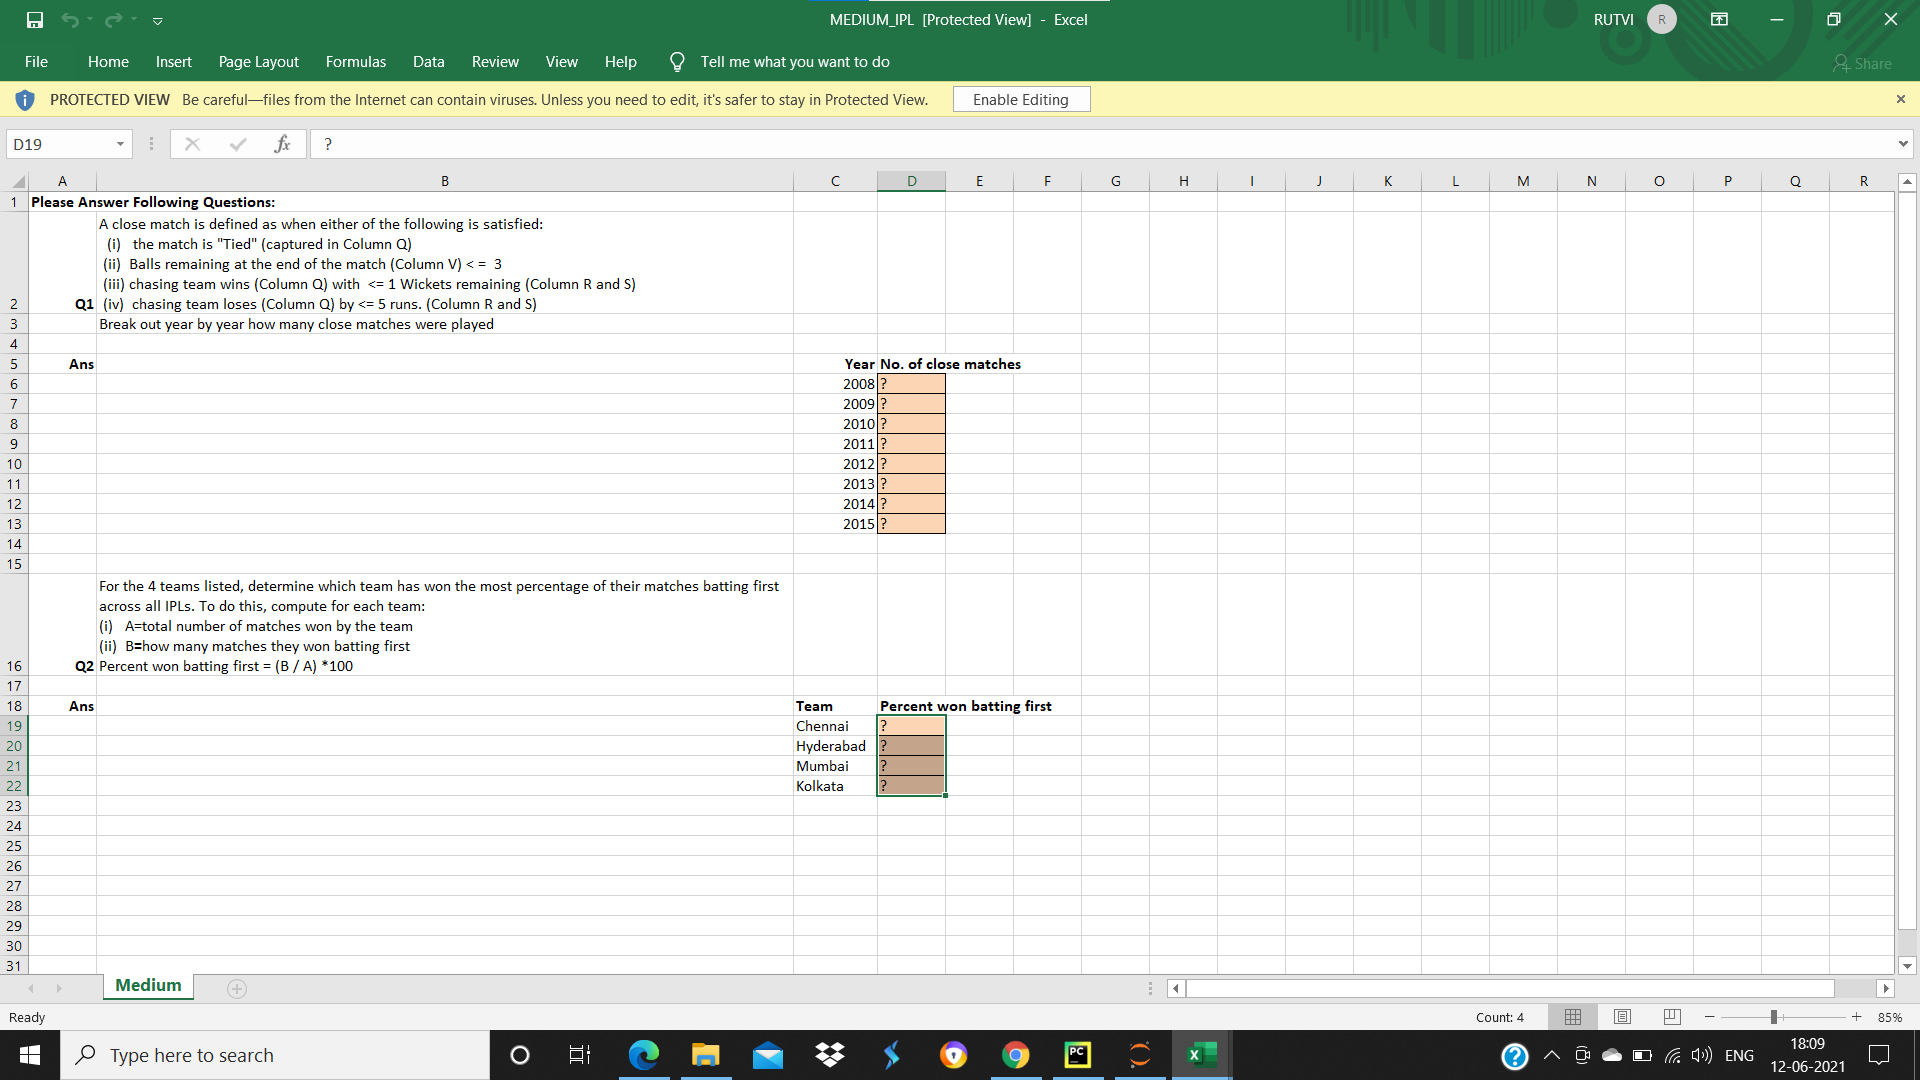 MEDIUM_IPL [Protected View] - Excel
RUTVI
R
File Home Insert Page Layout Formulas Data Review View Help Tell me what you want to do
Share
PROTECTED VIEW Be careful—files from the Internet can contain viruses. Unless you need to edit, it's safer to stay in Protected View. Enable Editing
D19 fx ?
A B C D E F G H I J K L M N O P Q R
1 Please Answer Following Questions:
A close match is defined as when either of the following is satisfied:
(i) the match is "Tied" (captured in Column Q)
(ii) Balls remaining at the end of the match (Column V) < = 3
(iii) chasing team wins (Column Q) with <= 1 Wickets remaining (Column R and S)
2 Q1 (iv) chasing team loses (Column Q) by <= 5 runs. (Column R and S)
3 Break out year by year how many close matches were played
4
5 Ans Year No. of close matches
6 2008 ?
7 2009 ?
8 2010 ?
9 2011 ?
10 2012 ?
11 2013 ?
12 2014 ?
13 2015 ?
14
15
For the 4 teams listed, determine which team has won the most percentage of their matches batting first
across all IPLs. To do this, compute for each team:
(i) A=total number of matches won by the team
(ii) B=how many matches they won batting first
16 Q2 Percent won batting first = (B / A) *100
17
18 Ans Team Percent won batting first
19 Chennai ?
20 Hyderabad ?
21 Mumbai ?
22 Kolkata ?
23
24
25
26
27
28
29
30
31
Medium
Ready Count: 4 85%
Type here to search
PC
ENG
18:09
12-06-2021